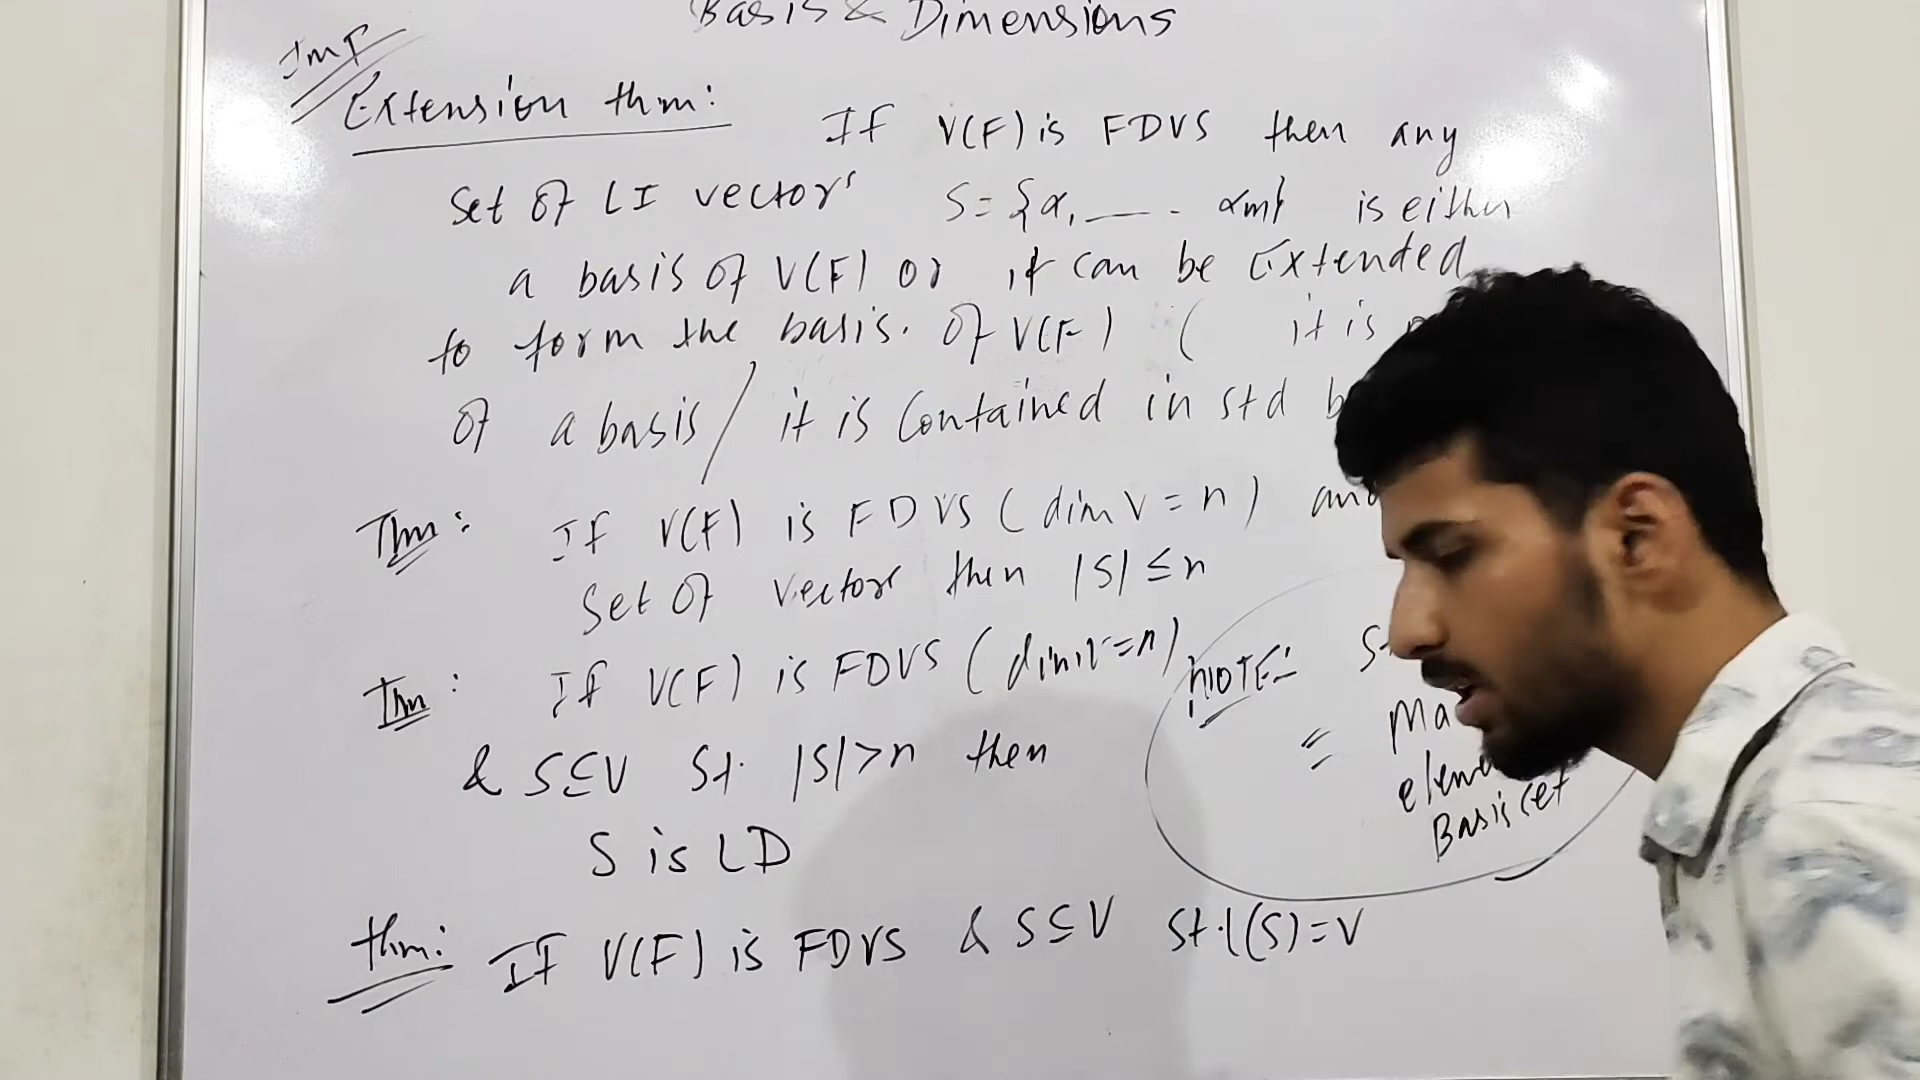 Basis & Dimensions
Imp
Extension thm: If V(F) is FDVS then any
set of LI vectors S = {α, — - αm} is either
a basis of V(F) or it can be Extended
to form the basis. of V(F) ( it is
of a basis / it is contained in std
Thm: If V(F) is FDVS (dim V = n) and
set of vectors then |S| ≤ n
Thm: If V(F) is FDVS (dim V = n)
& S ⊆ V st. |S| > n then
S is LD
NOTE:
=
Basis set
thm: If V(F) is FDVS & S ⊆ V st. L(S) = V